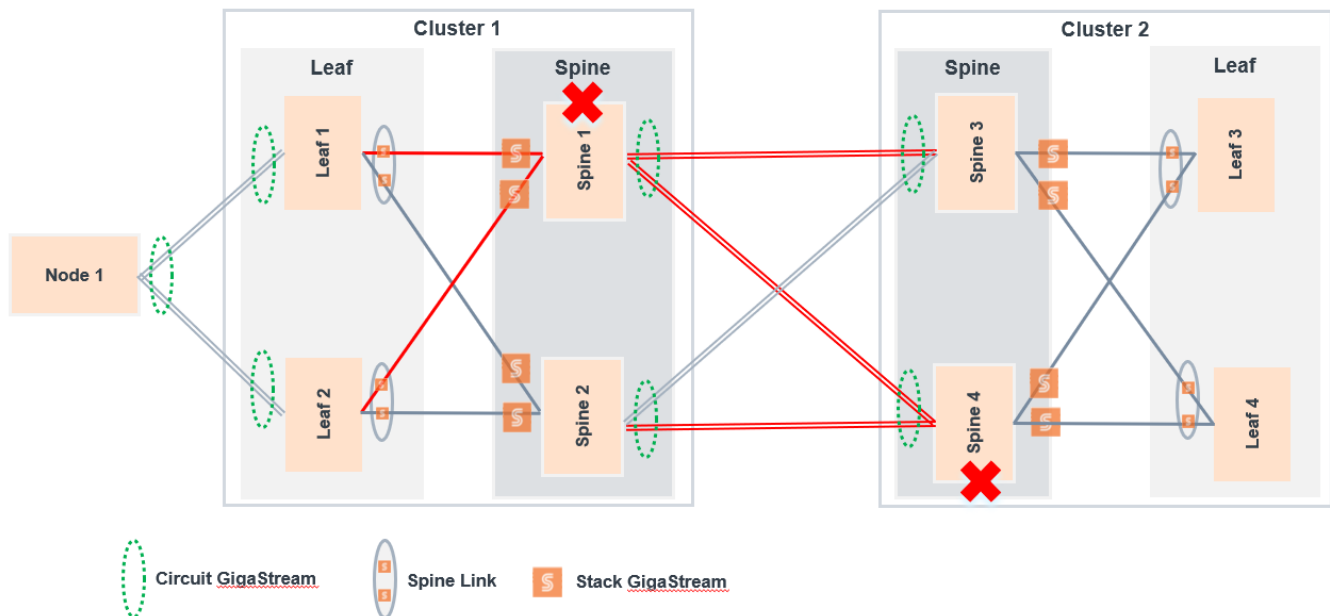 Cluster 1
Cluster 2
Leaf
Spine
Spine
Leaf
Leaf 1
Spine 1
Spine 3
Leaf 3
Node 1
Leaf 2
Spine 2
Spine 4
Leaf 4
Circuit GigaStream
Spine Link
Stack GigaStream